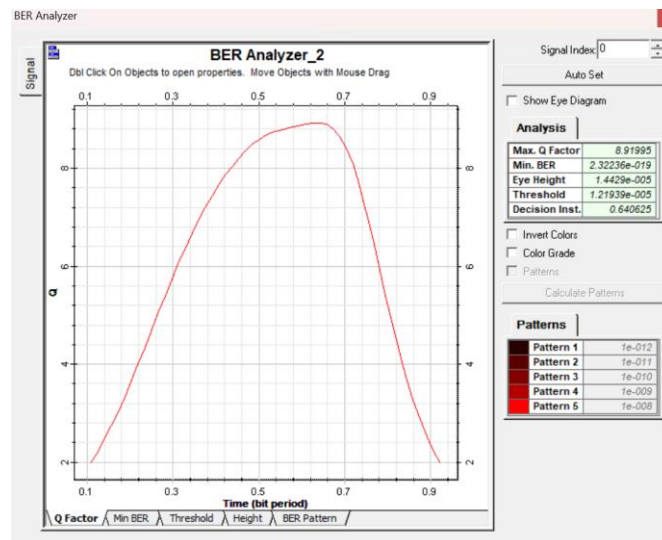 BER Analyzer
Signal
BER Analyzer_2
Dbl Click On Objects to open properties. Move Objects with Mouse Drag
0.1 0.3 0.5 0.7 0.9
8 8
6 6
Q
4 4
2 2
0.1 0.3 0.5 0.7 0.9
Time (bit period)
Q Factor Min BER Threshold Height BER Pattern
Signal Index: 0
Auto Set
Show Eye Diagram
Analysis
Max. Q Factor 8.91995
Min. BER 2.32236e-019
Eye Height 1.4429e-005
Threshold 1.21939e-005
Decision Inst. 0.640625
Invert Colors
Color Grade
Patterns
Calculate Patterns
Patterns
Pattern 1 1e-012
Pattern 2 1e-011
Pattern 3 1e-010
Pattern 4 1e-009
Pattern 5 1e-008